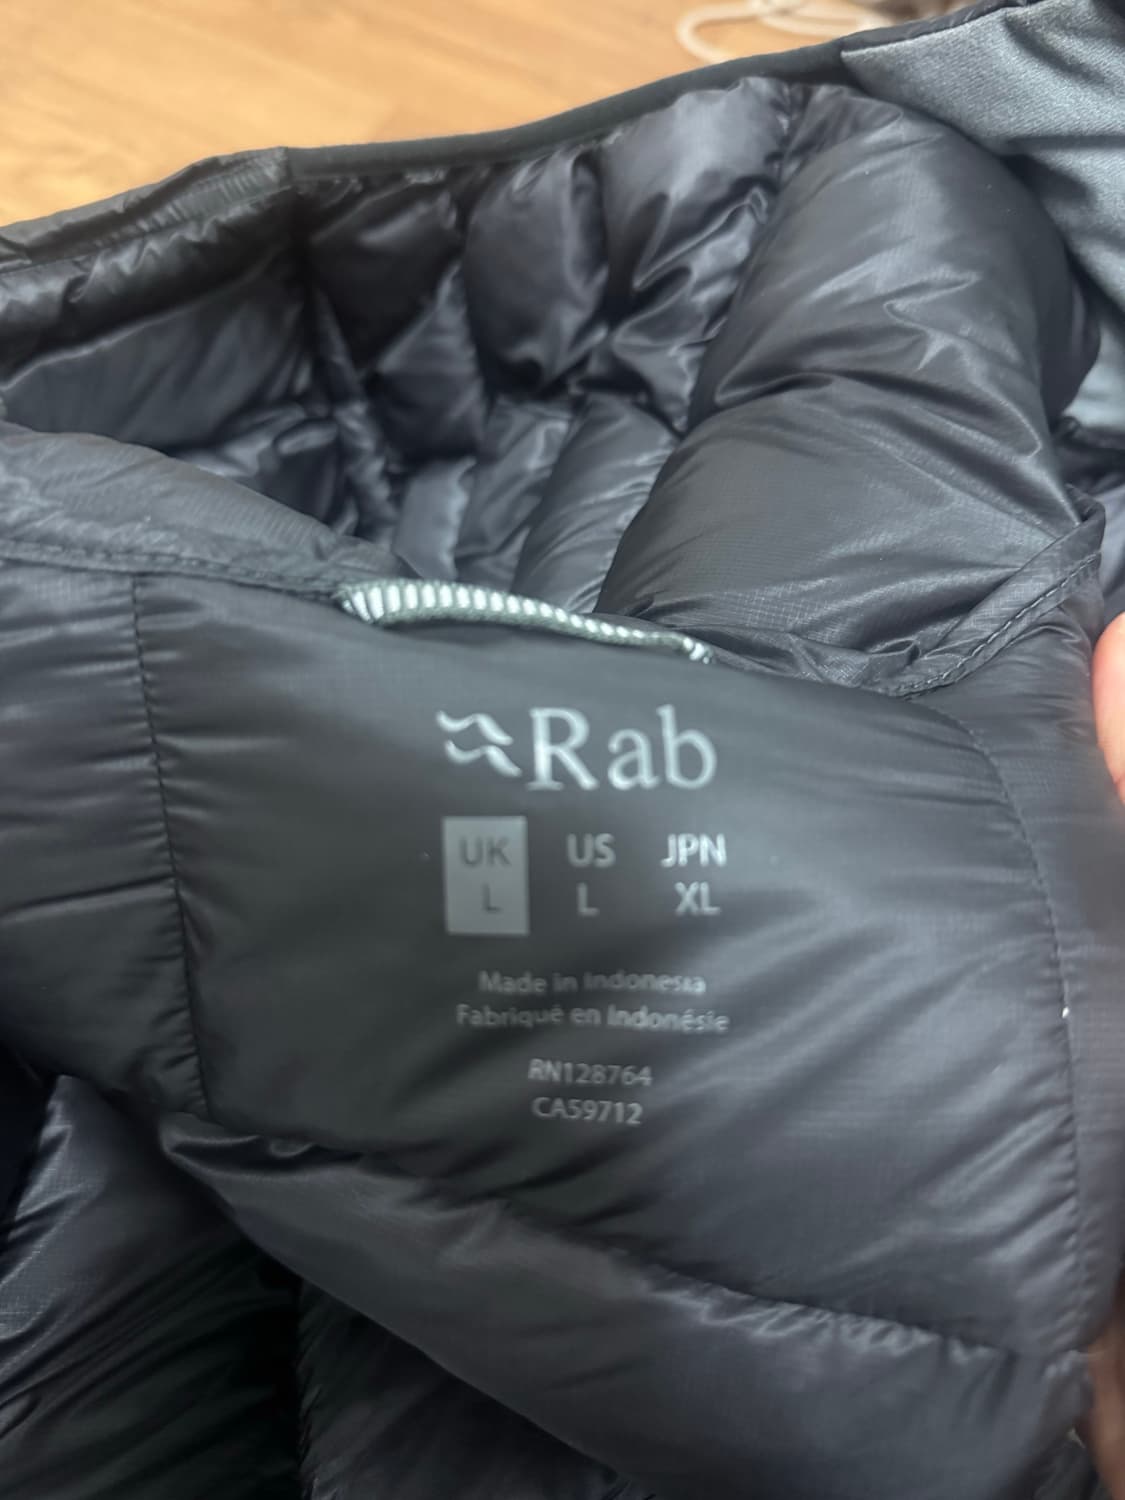 Rab
UK US JPN
L L XL
Made in Indonesia
Fabriqué en Indonésie
RN128764
CA59712